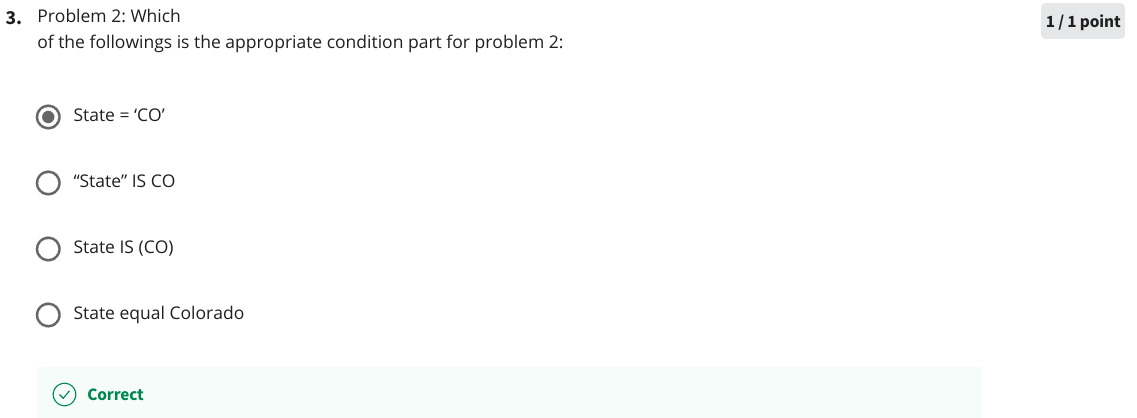 3. Problem 2: Which
1 / 1 point
of the followings is the appropriate condition part for problem 2:
State = ‘CO’
“State” IS CO
State IS (CO)
State equal Colorado
Correct